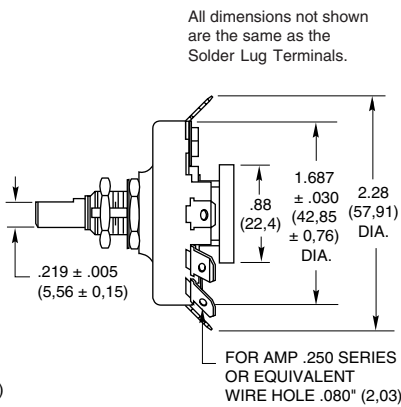 All dimensions not shown
are the same as the
Solder Lug Terminals.
.88
(22,4)
1.687
± .030
(42,85
± 0,76)
DIA.
2.28
(57,91)
DIA.
.219 ± .005
(5,56 ± 0,15)
FOR AMP .250 SERIES
OR EQUIVALENT
WIRE HOLE .080" (2,03)
)